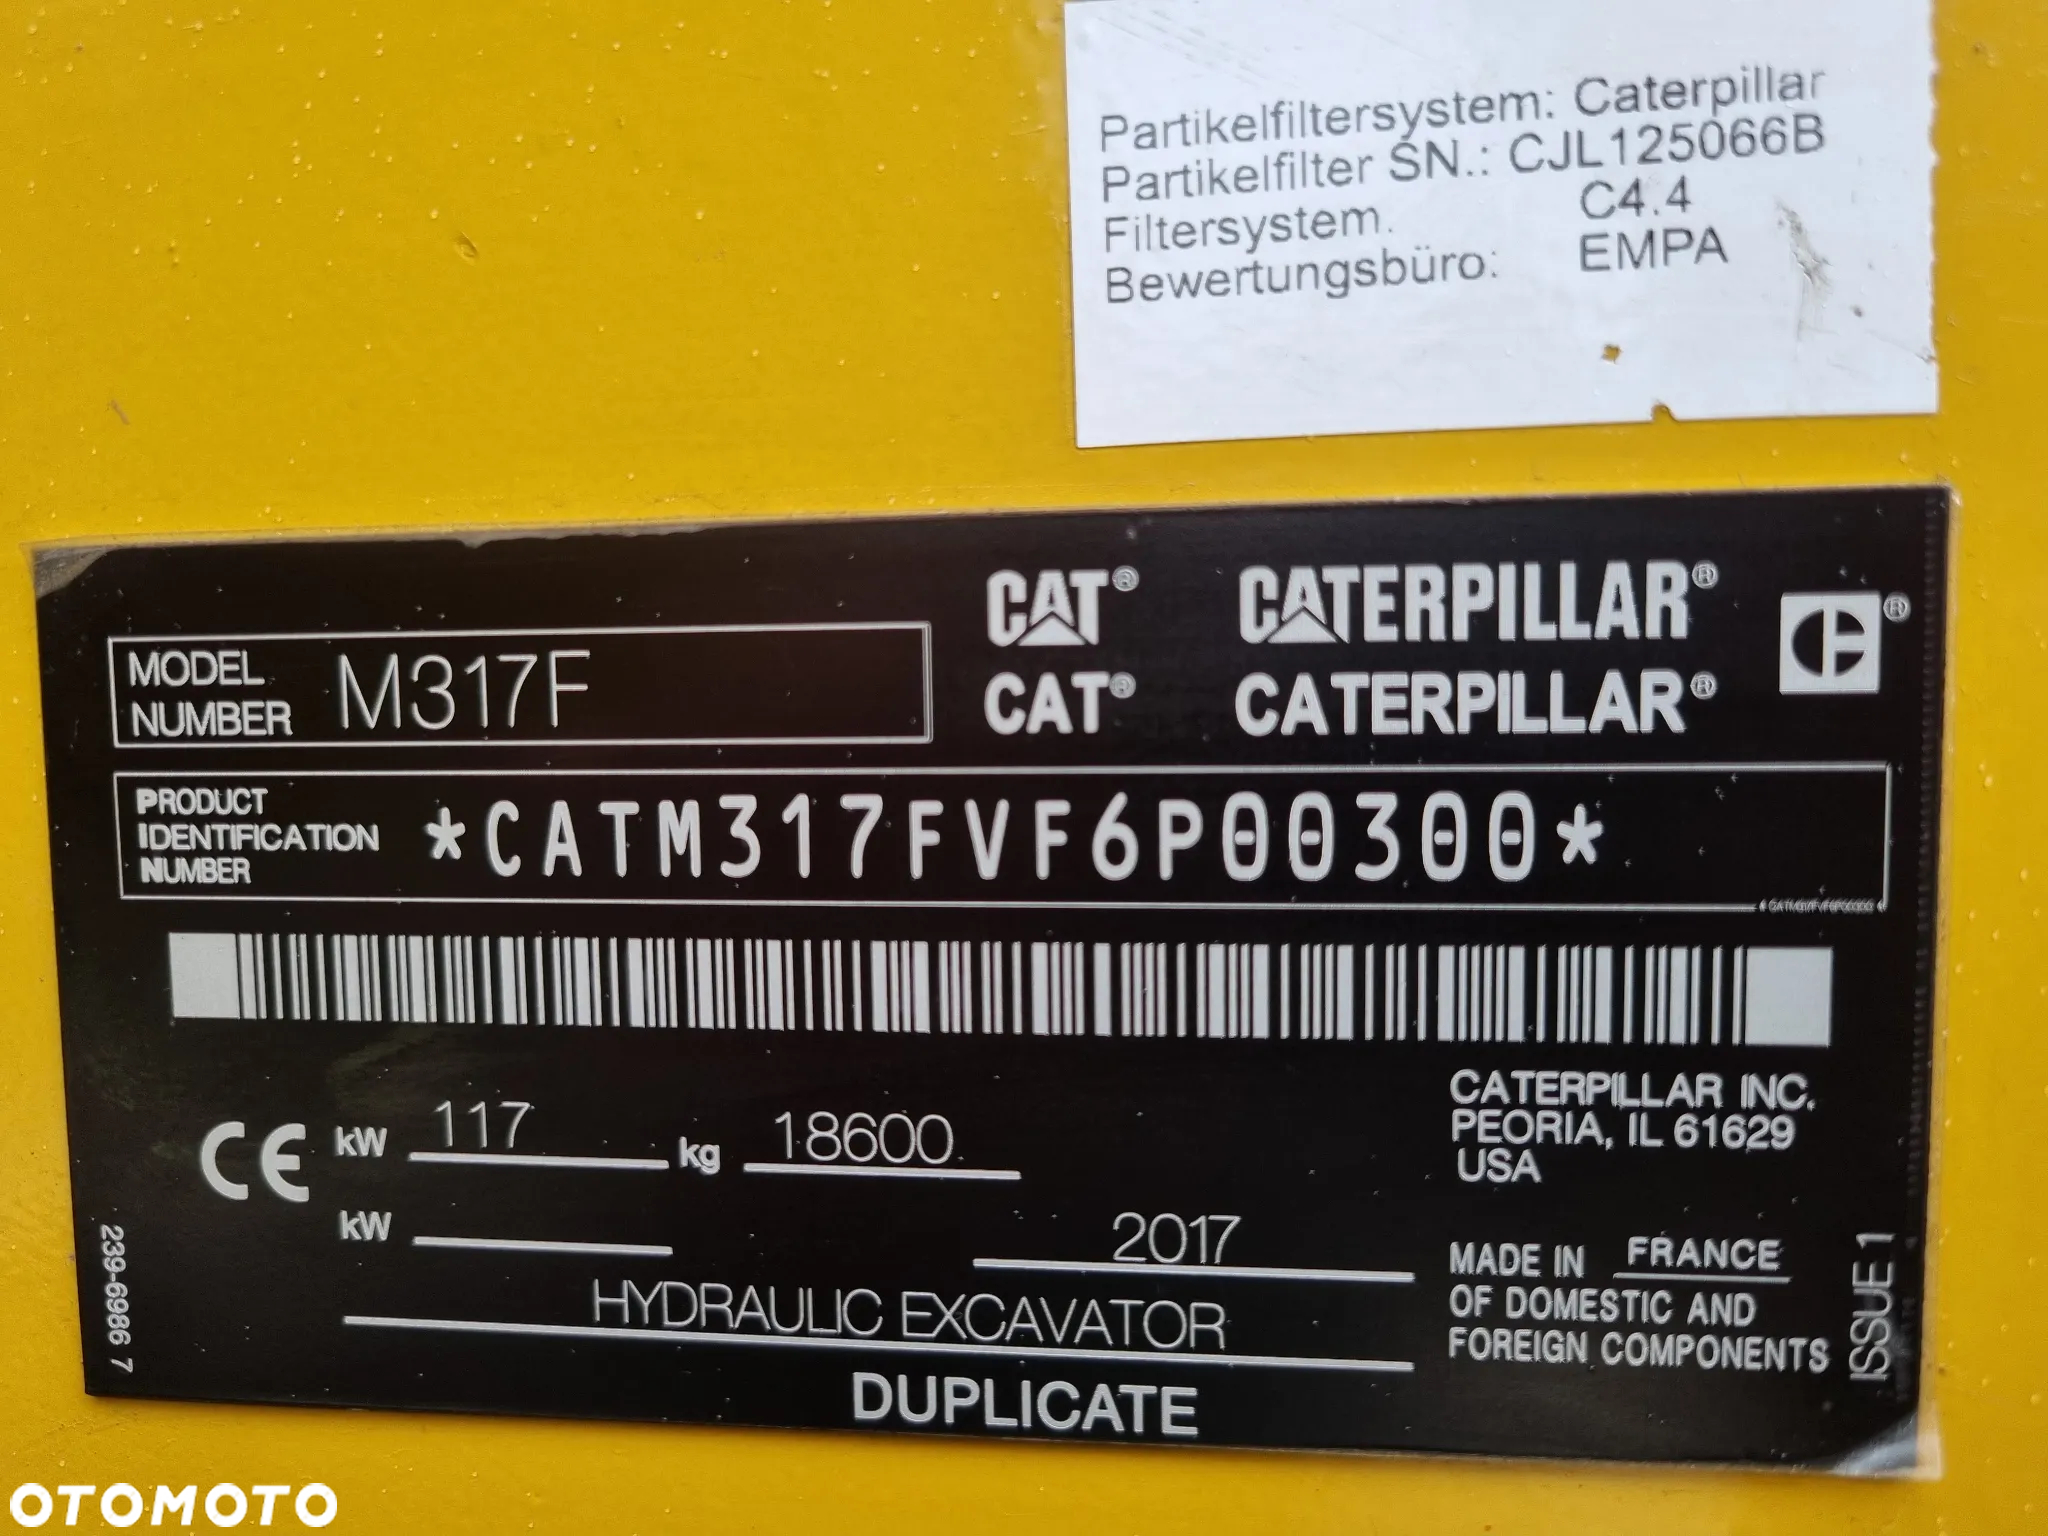 Partikelfiltersystem: Caterpillar
Partikelfilter SN.: CJL125066B
Filtersystem. C4.4
Bewertungsbüro: EMPA
CAT® CATERPILLAR®
CAT® CATERPILLAR®
®
MODEL NUMBER M317F
PRODUCT IDENTIFICATION NUMBER *CATM317FVF6P00300*
CE kW 117 kg 18600
kW 2017
HYDRAULIC EXCAVATOR
DUPLICATE
CATERPILLAR INC.
PEORIA, IL 61629
USA
MADE IN FRANCE
OF DOMESTIC AND
FOREIGN COMPONENTS
ISSUE 1
239-6986 7
OTOMOTO